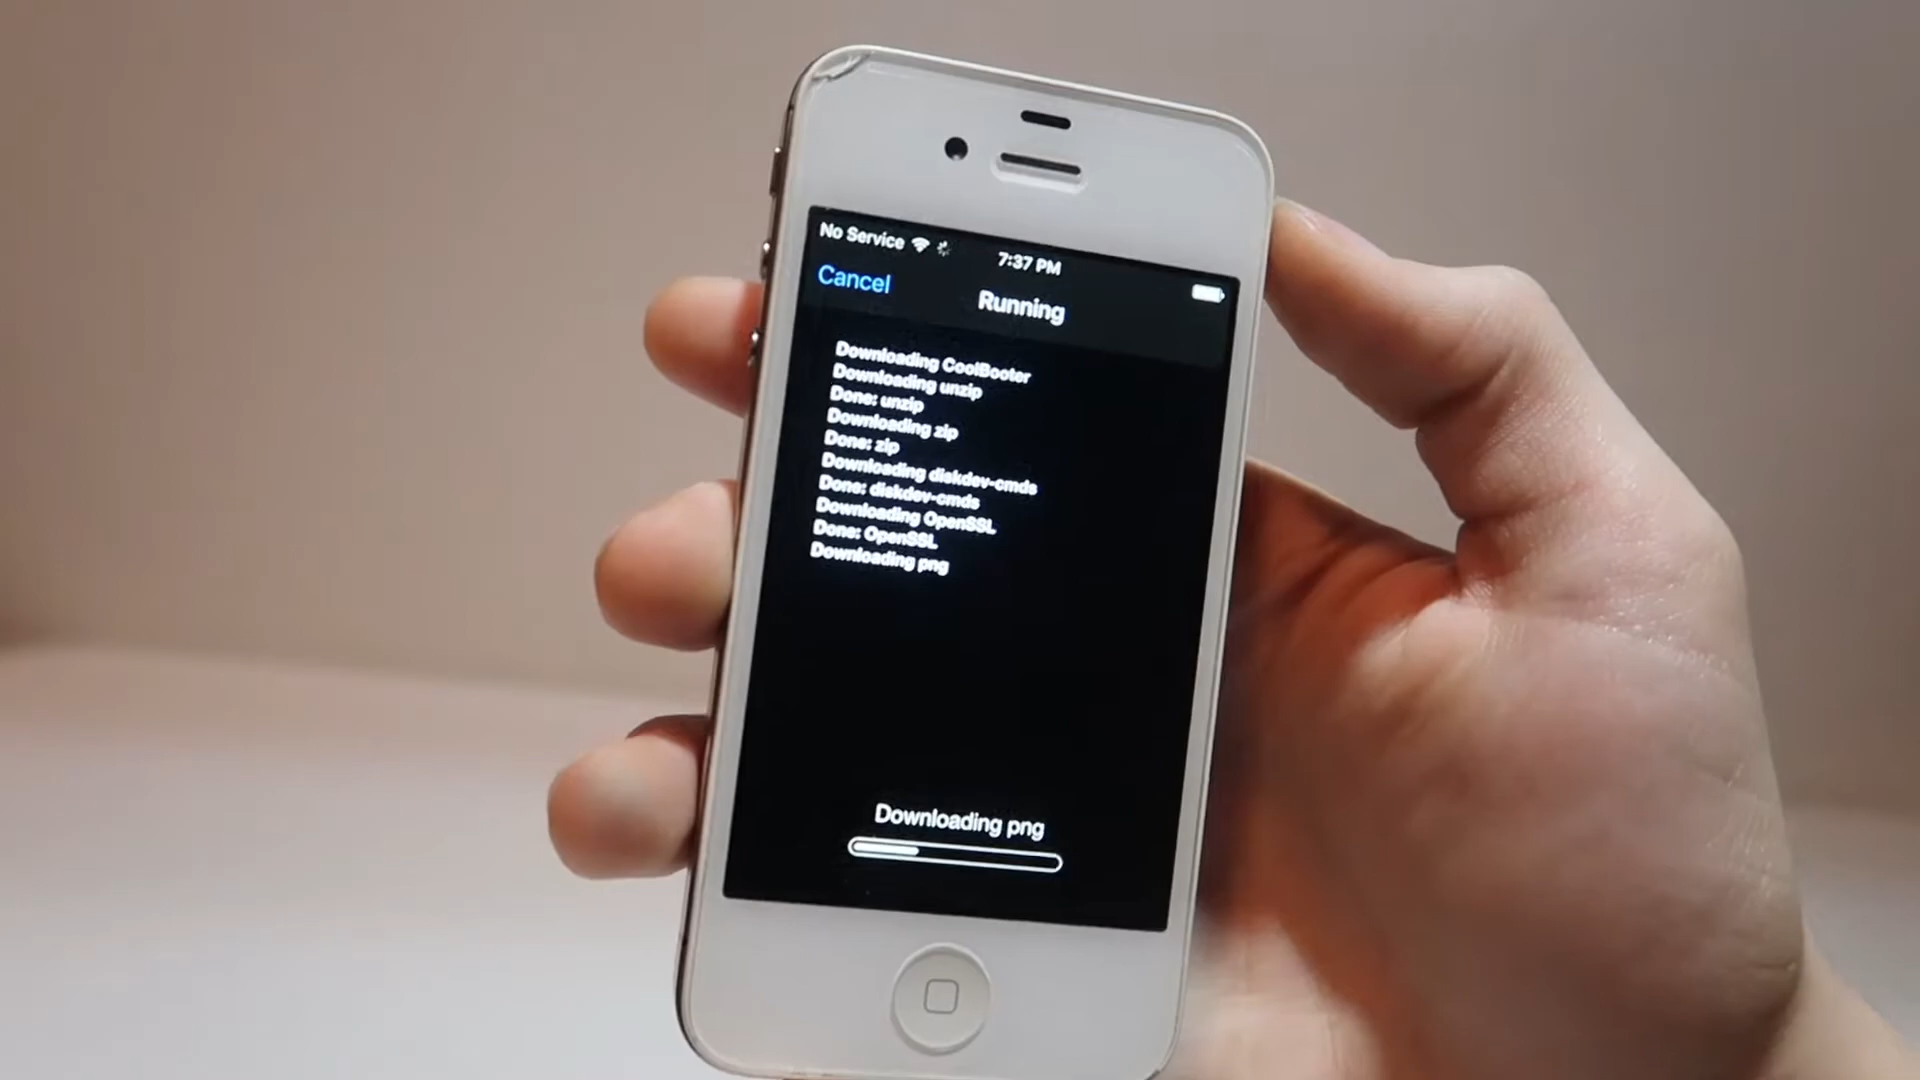 No Service
7:37 PM
Cancel
Running
Downloading CoolBooter
Downloading unzip
Done: unzip
Downloading zip
Done: zip
Downloading diskdev-cmds
Done: diskdev-cmds
Downloading OpenSSL
Done: OpenSSL
Downloading png
Downloading png